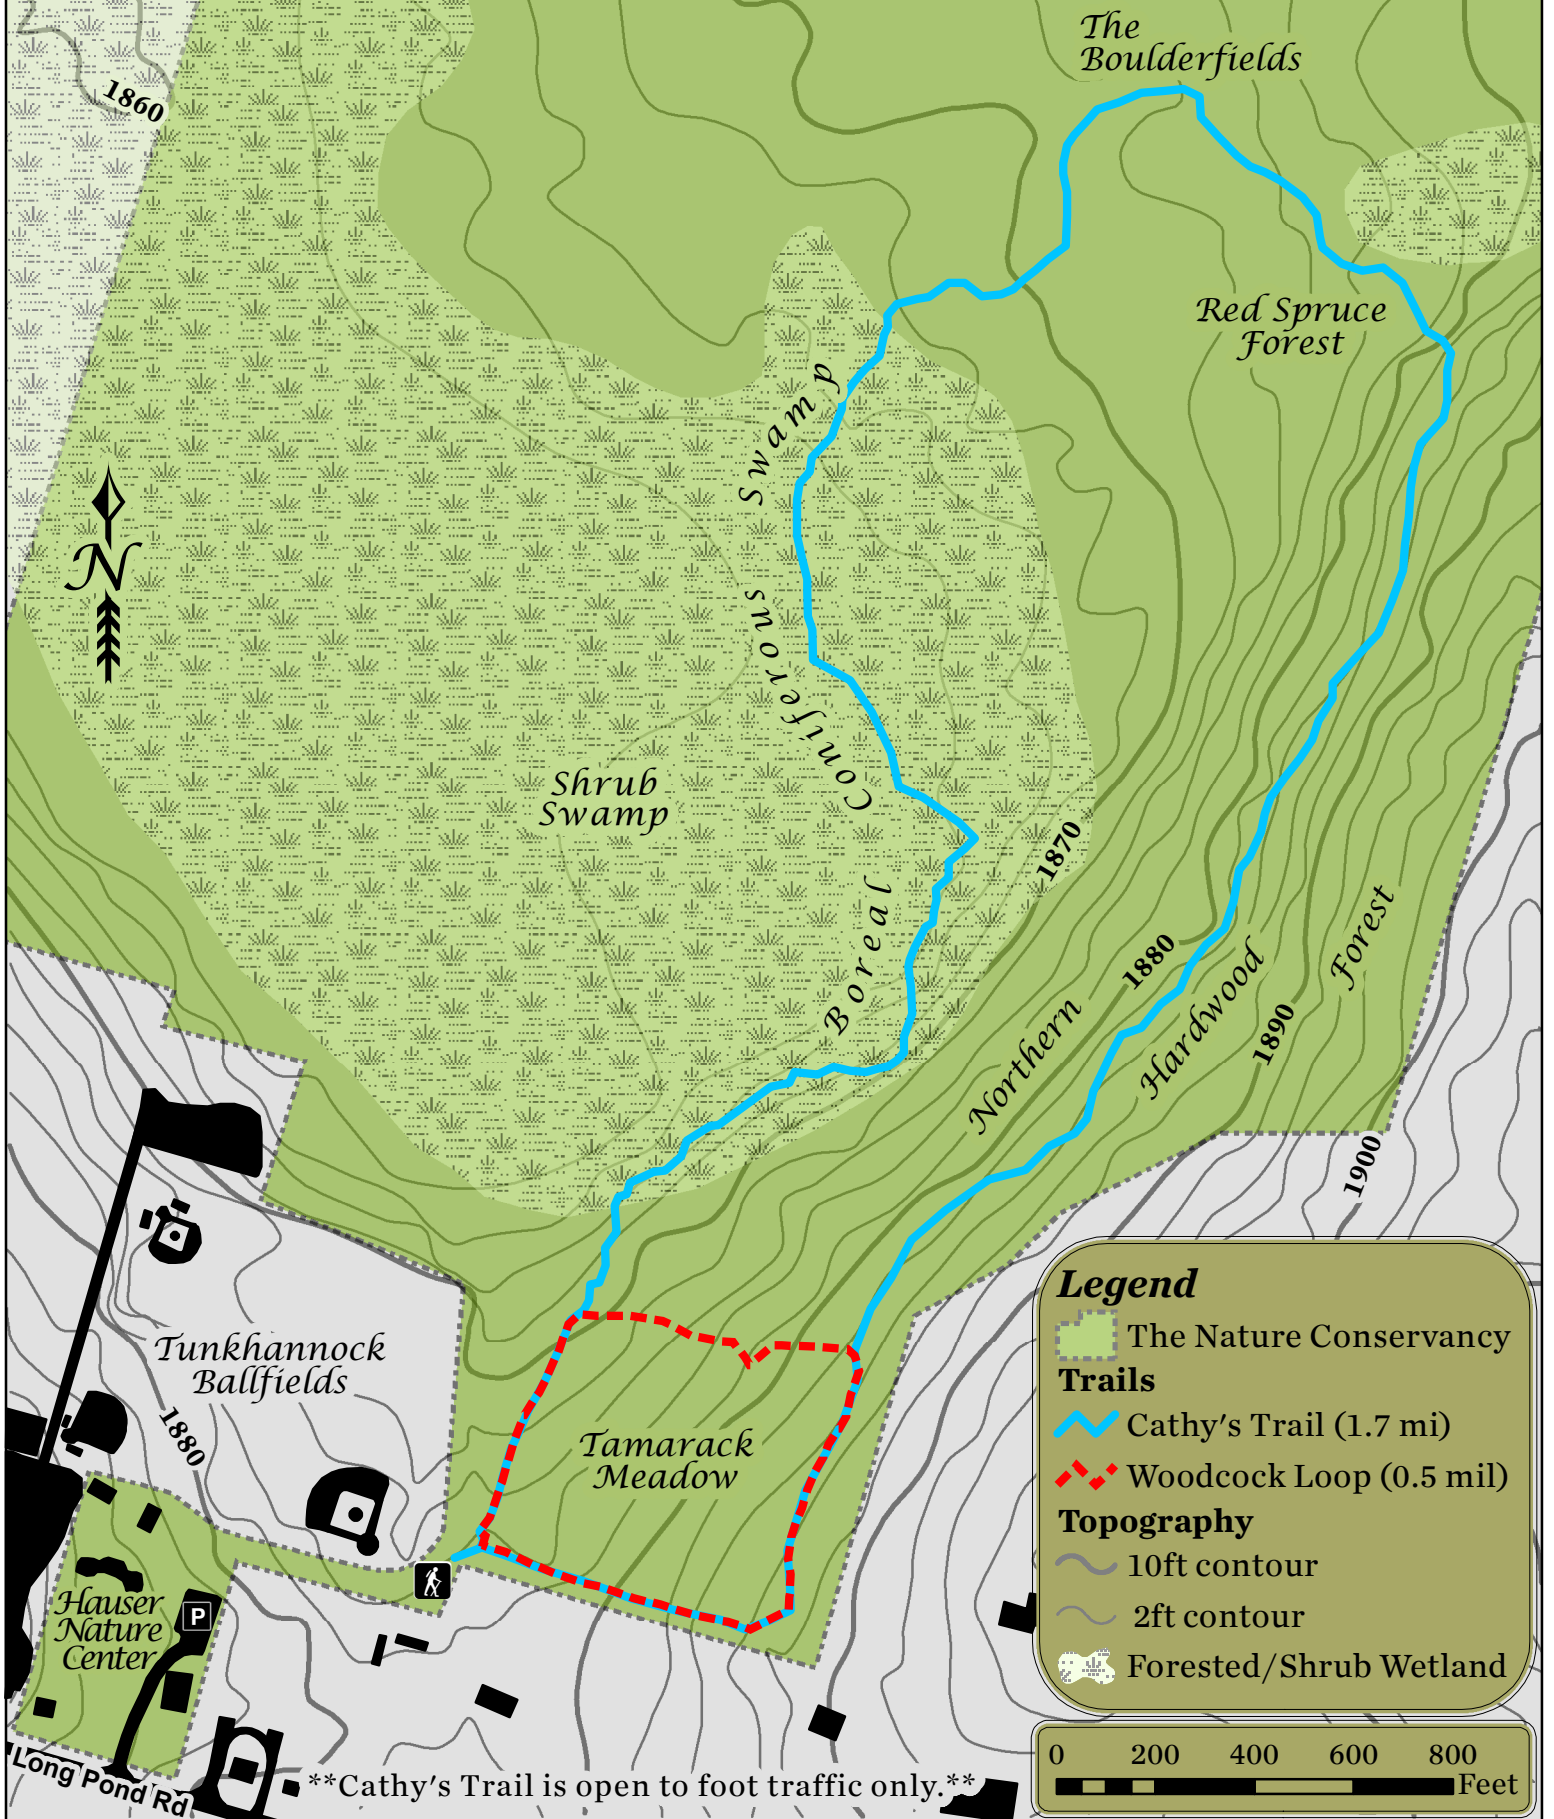 The
Boulderfields
1860
Red Spruce
Forest
Swamp
N
Coniferous
Shrub
Swamp
1870
Boreal
1880
Forest
Hardwood
Northern
1890
1900
Tunkhannock
Ballfields
1880
Tamarack
Meadow
P
Hauser
Nature
Center
Long Pond Rd
**Cathy's Trail is open to foot traffic only.**
Legend
The Nature Conservancy
Trails
Cathy's Trail (1.7 mi)
Woodcock Loop (0.5 mil)
Topography
10ft contour
2ft contour
Forested/Shrub Wetland
0 200 400 600 800
Feet